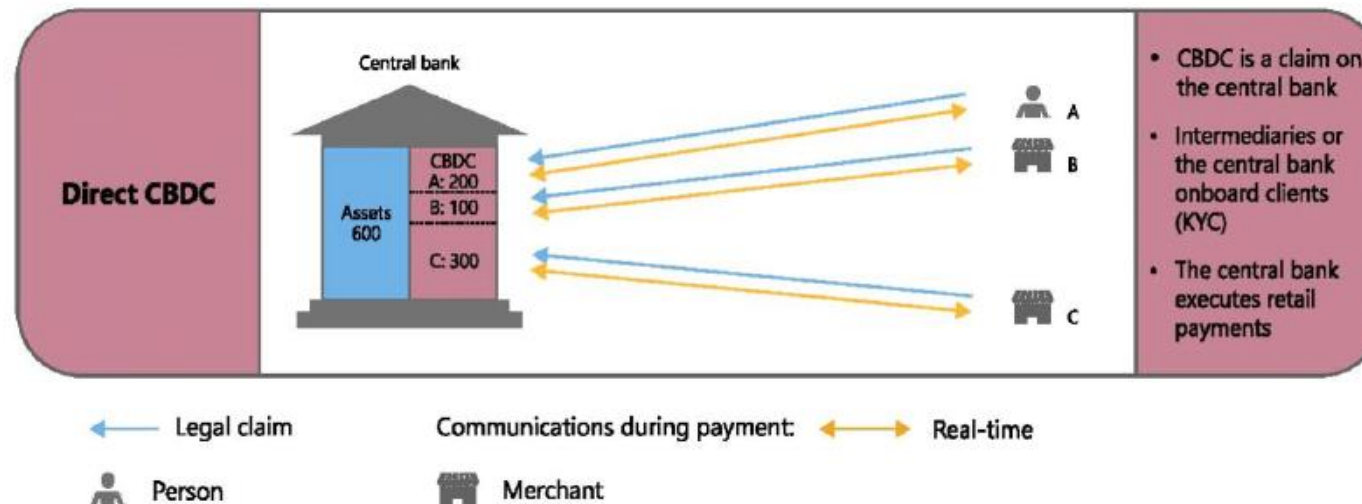 Direct CBDC
Central bank
Assets
600
CBDC
A: 200
B: 100
C: 300
A
B
C
• CBDC is a claim on
the central bank
• Intermediaries or
the central bank
onboard clients
(KYC)
• The central bank
executes retail
payments
Legal claim
Communications during payment:
Real-time
Person
Merchant